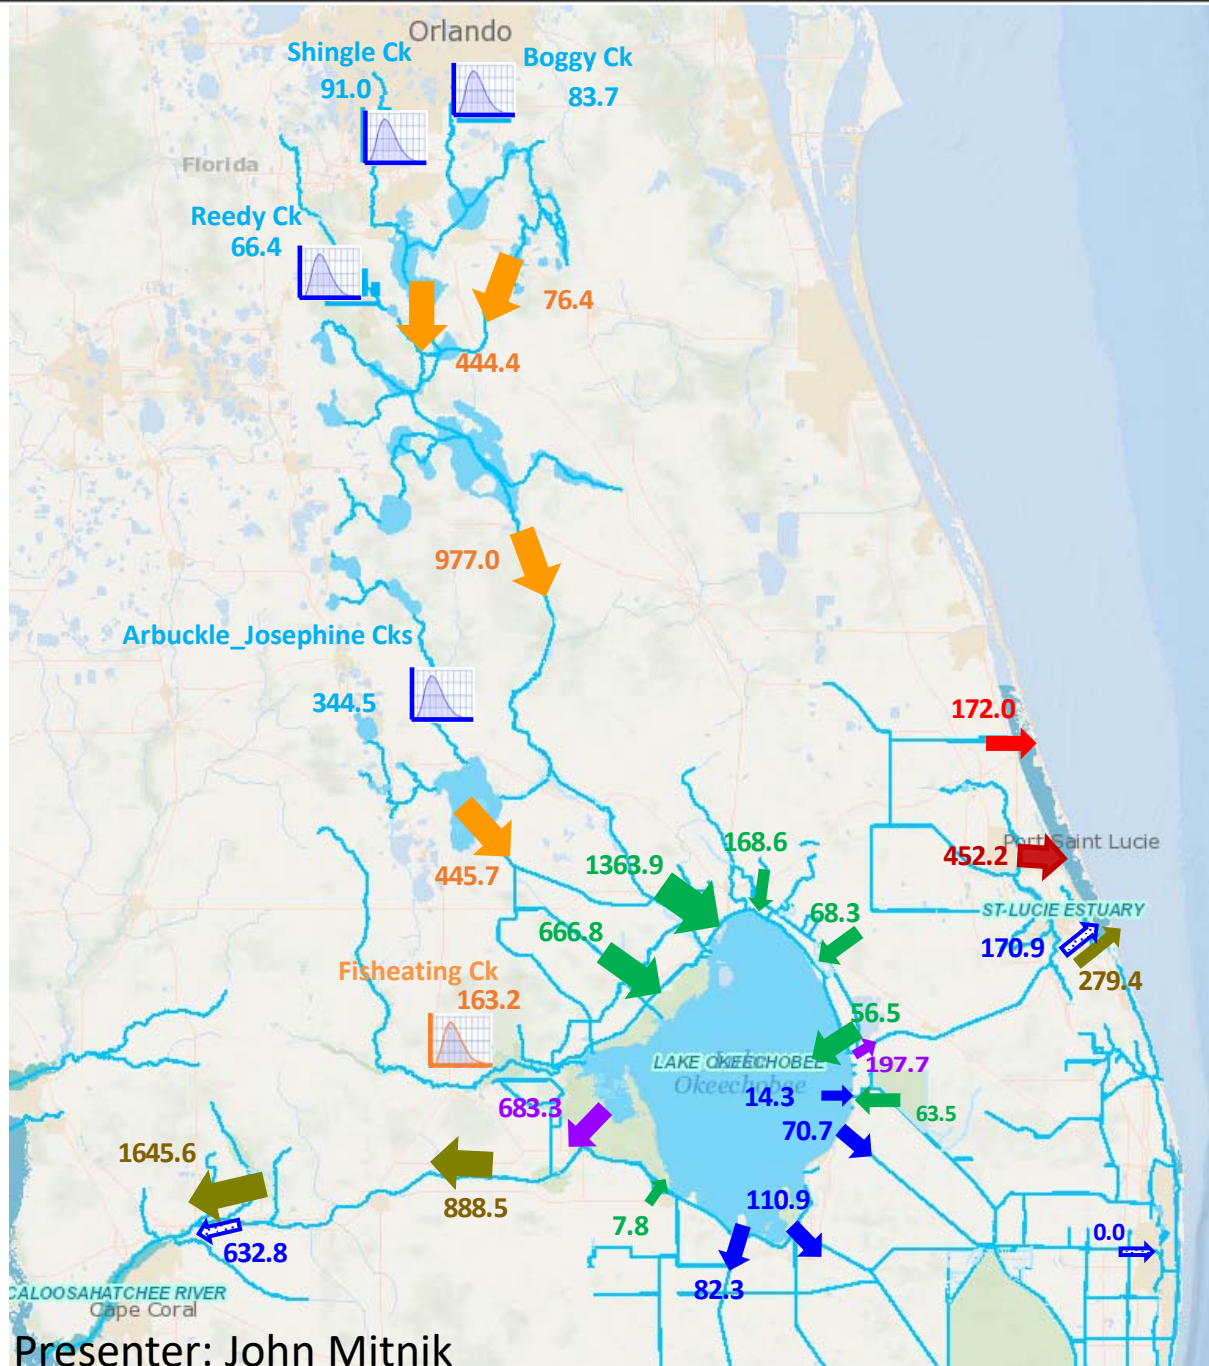 Orlando
Shingle Ck
91.0
Boggy Ck
83.7
Florida
Reedy Ck
66.4
76.4
444.4
977.0
Arbuckle_Josephine Cks
344.5
172.0
445.7
1363.9
168.6
452.2
Port Saint Lucie
68.3
666.8
ST-LUCIE ESTUARY
170.9
279.4
Fisheating Ck
163.2
56.5
LAKE OKEECHOBEE
197.7
Okeechobee
14.3
63.5
683.3
70.7
1645.6
888.5
110.9
7.8
632.8
0.0
82.3
CALOOSAHATCHEE RIVER
Cape Coral
Presenter: John Mitnik